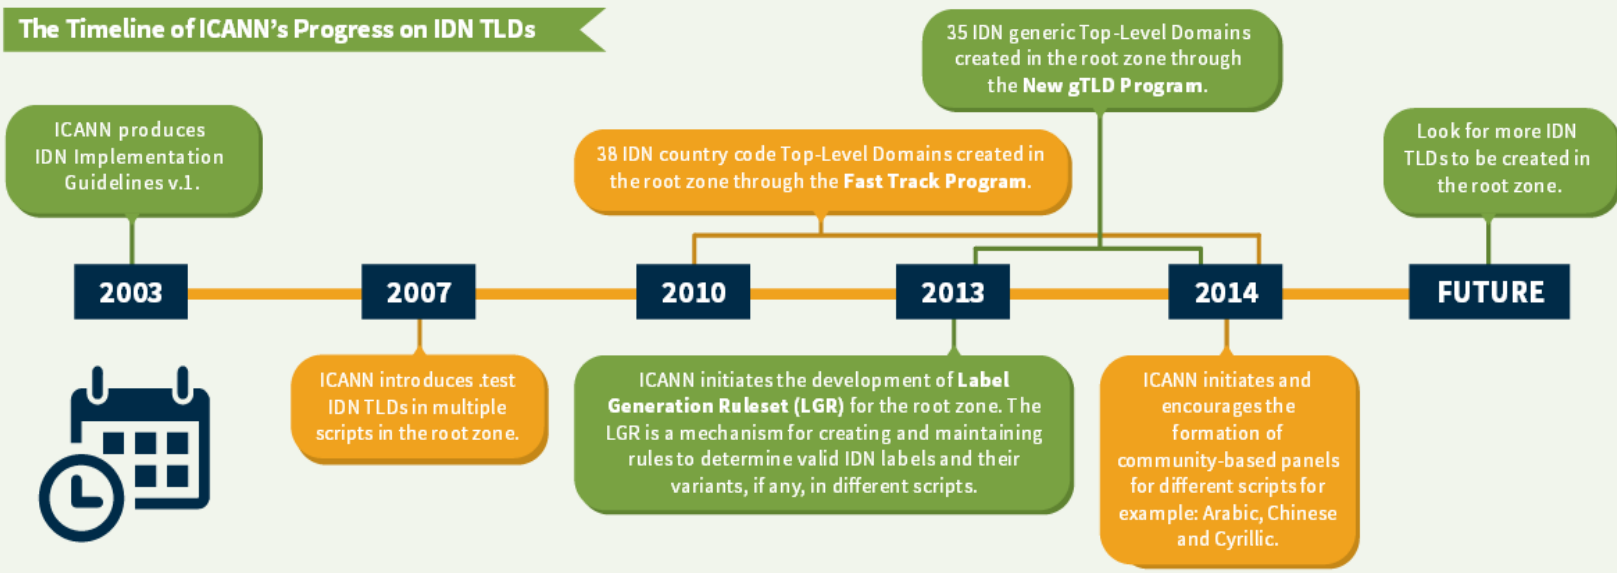 The Timeline of ICANN's Progress on IDN TLDs
35 IDN generic Top-Level Domains
created in the root zone through
the New gTLD Program.
ICANN produces
IDN Implementation
Guidelines v.1.
38 IDN country code Top-Level Domains created in
the root zone through the Fast Track Program.
Look for more IDN
TLDs to be created in
the root zone.
2003
2007
2010
2013
2014
FUTURE
ICANN introduces .test
IDN TLDs in multiple
scripts in the root zone.
ICANN initiates the development of Label
Generation Ruleset (LGR) for the root zone. The
LGR is a mechanism for creating and maintaining
rules to determine valid IDN labels and their
variants, if any, in different scripts.
ICANN initiates and
encourages the
formation of
community-based panels
for different scripts for
example: Arabic, Chinese
and Cyrillic.